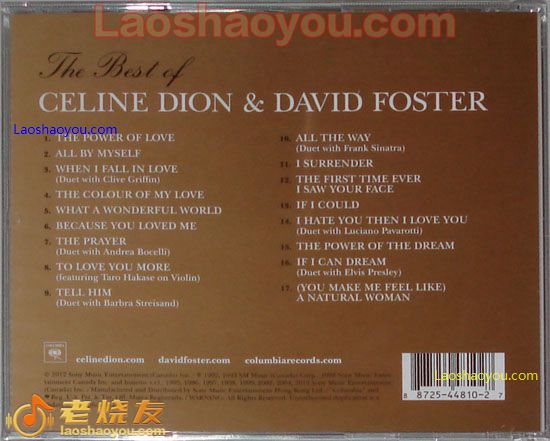 Laoshaoyou.com
The Best of
CELINE DION & DAVID FOSTER
Laoshaoyou.com
1. THE POWER OF LOVE
2. ALL BY MYSELF
3. WHEN I FALL IN LOVE
(Duet with Clive Griffin)
4. THE COLOUR OF MY LOVE
5. WHAT A WONDERFUL WORLD
6. BECAUSE YOU LOVED ME
7. THE PRAYER
(Duet with Andrea Bocelli)
8. TO LOVE YOU MORE
(featuring Taro Hakase on Violin)
9. TELL HIM
(Duet with Barbra Streisand)
10. ALL THE WAY
(Duet with Frank Sinatra)
11. I SURRENDER
12. THE FIRST TIME EVER
I SAW YOUR FACE
13. IF I COULD
14. I HATE YOU THEN I LOVE YOU
(Duet with Luciano Pavarotti)
15. THE POWER OF THE DREAM
16. IF I CAN DREAM
(Duet with Elvis Presley)
17. (YOU MAKE ME FEEL LIKE)
A NATURAL WOMAN
COLUMBIA
celinedion.com davidfoster.com columbiarecords.com
Laoshaoyou.com
8 88725-44810-2 7
老烧友
laoshaoyou.com